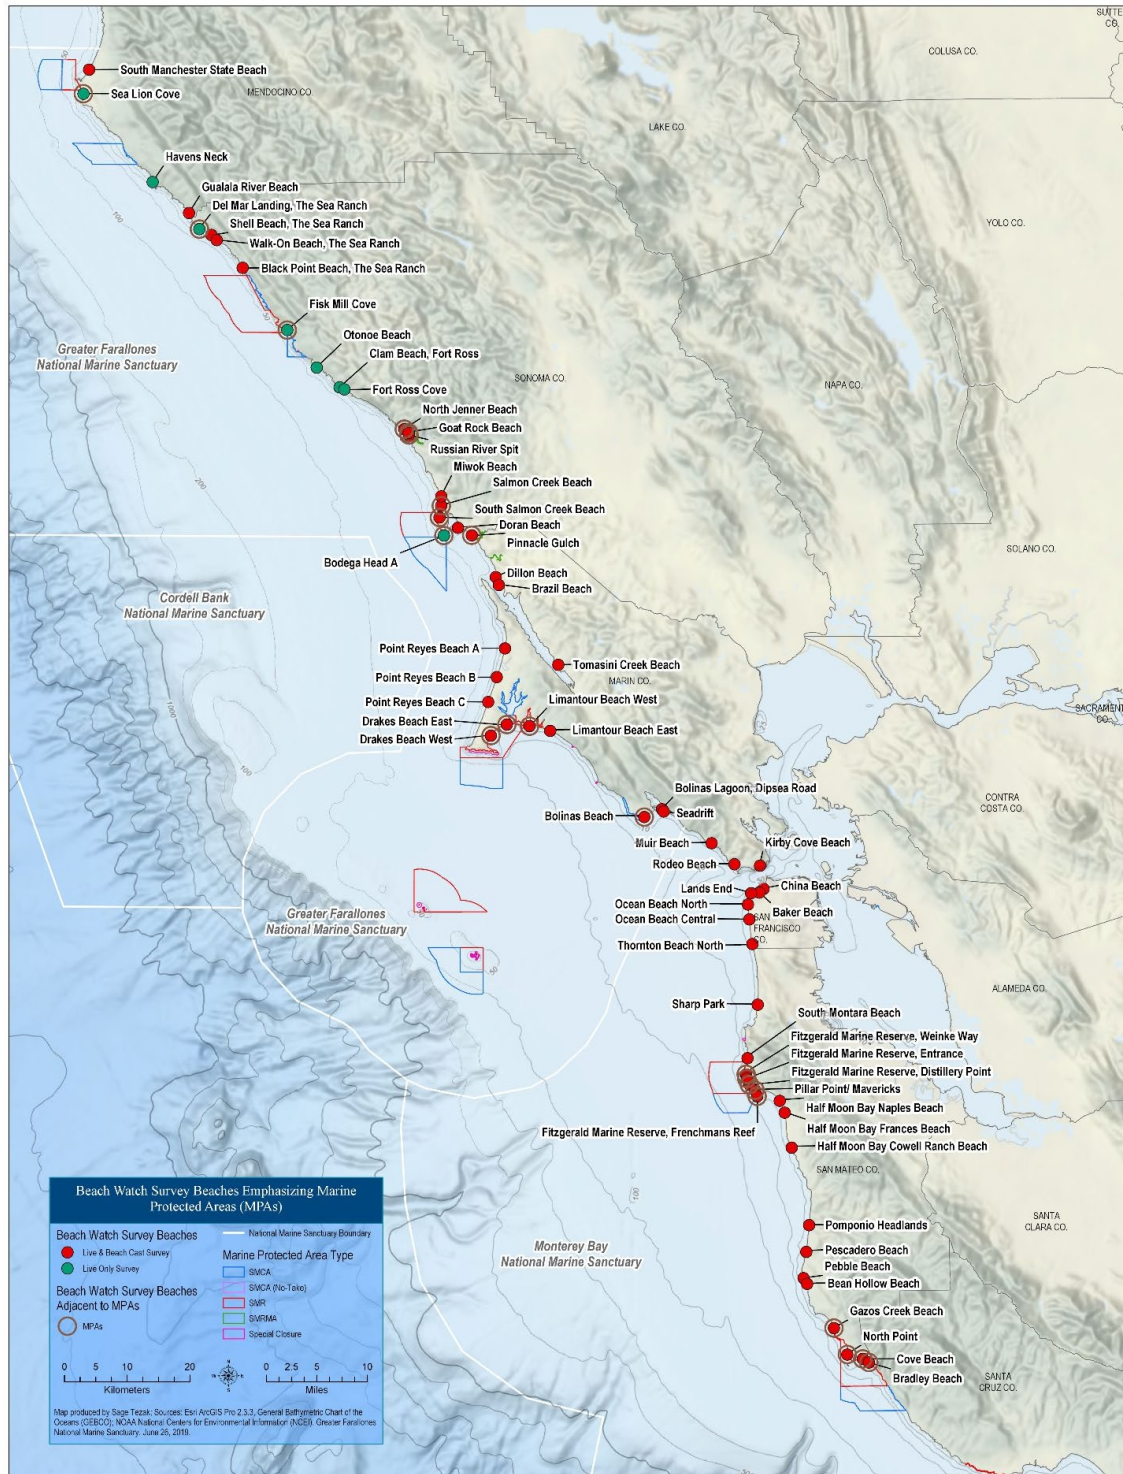 SUTTER
CO.
COLUSA CO.
South Manchester State Beach
MENDOCINO CO.
Sea Lion Cove
LAKE CO.
Havens Neck
Gualala River Beach
Del Mar Landing, The Sea Ranch
Shell Beach, The Sea Ranch
YOLO CO.
Walk-On Beach, The Sea Ranch
Black Point Beach, The Sea Ranch
Fisk Mill Cove
Otonoe Beach
Greater Farallones
National Marine Sanctuary
Clam Beach, Fort Ross
SONOMA CO.
NAPA CO.
Fort Ross Cove
North Jenner Beach
Goat Rock Beach
Russian River Spit
Miwok Beach
Salmon Creek Beach
South Salmon Creek Beach
Doran Beach
Pinnacle Gulch
SOLANO CO.
Bodega Head A
Dillon Beach
Brazil Beach
Cordell Bank
National Marine Sanctuary
Point Reyes Beach A
Tomasini Creek Beach
Point Reyes Beach B
MARIN CO.
Point Reyes Beach C
Limantour Beach West
SACRAMENTO
CO.
Drakes Beach East
Limantour Beach East
Drakes Beach West
Bolinas Lagoon, Dipsea Road
CONTRA
COSTA CO.
Bolinas Beach
Seadrift
Muir Beach
Kirby Cove Beach
Rodeo Beach
Lands End
China Beach
Ocean Beach North
Baker Beach
Greater Farallones
National Marine Sanctuary
Ocean Beach Central
SAN
FRANCISCO
CO.
Thornton Beach North
ALAMEDA CO.
Sharp Park
South Montara Beach
Fitzgerald Marine Reserve, Weinke Way
Fitzgerald Marine Reserve, Entrance
Fitzgerald Marine Reserve, Distillery Point
Pillar Point/ Mavericks
Half Moon Bay Naples Beach
Half Moon Bay Frances Beach
Fitzgerald Marine Reserve, Frenchmans Reef
Half Moon Bay Cowell Ranch Beach
SAN MATEO CO.
SANTA
CLARA CO.
Pomponio Headlands
Monterey Bay
National Marine Sanctuary
Pescadero Beach
Pebble Beach
Bean Hollow Beach
Gazos Creek Beach
North Point
Cove Beach
Bradley Beach
SANTA
CRUZ CO.
50
100
50
200
1000
100
50
50
100
50
Beach Watch Survey Beaches Emphasizing Marine
Protected Areas (MPAs)
Beach Watch Survey Beaches
Live & Beach Cast Survey
Live Only Survey
Beach Watch Survey Beaches
Adjacent to MPAs
MPAs
National Marine Sanctuary Boundary
Marine Protected Area Type
SMCA
SMCA (No-Take)
SMR
SMRMA
Special Closure
0 5 10 20
Kilometers
N
0 2.5 5 10
Miles
Map produced by Sage Tezak; Sources: Esri ArcGIS Pro 2.3.3, General Bathymetric Chart of the
Oceans (GEBCO); NOAA National Centers for Environmental Information (NCEI). Greater Farallones
National Marine Sanctuary. June 26, 2019.